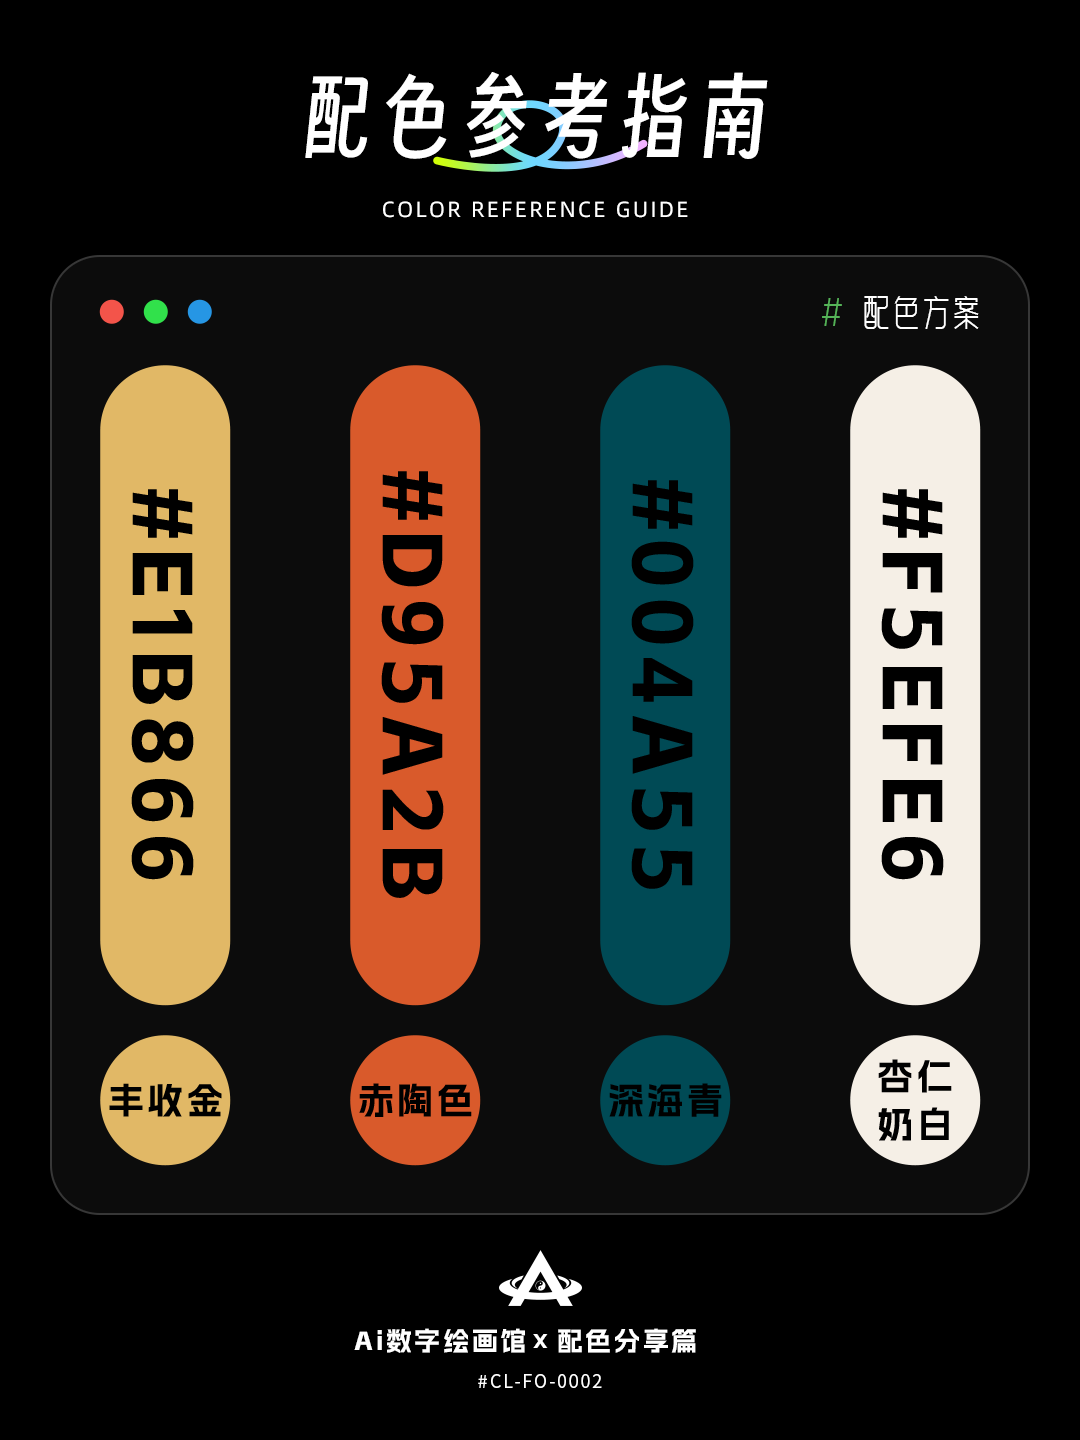 配色参考指南
COLOR REFERENCE GUIDE
# 配色方案
#E1B866
#D95A2B
#004A55
#F5EFE6
丰收金
赤陶色
深海青
杏仁
奶白
Ai数字绘画馆 x 配色分享篇
#CL-FO-0002